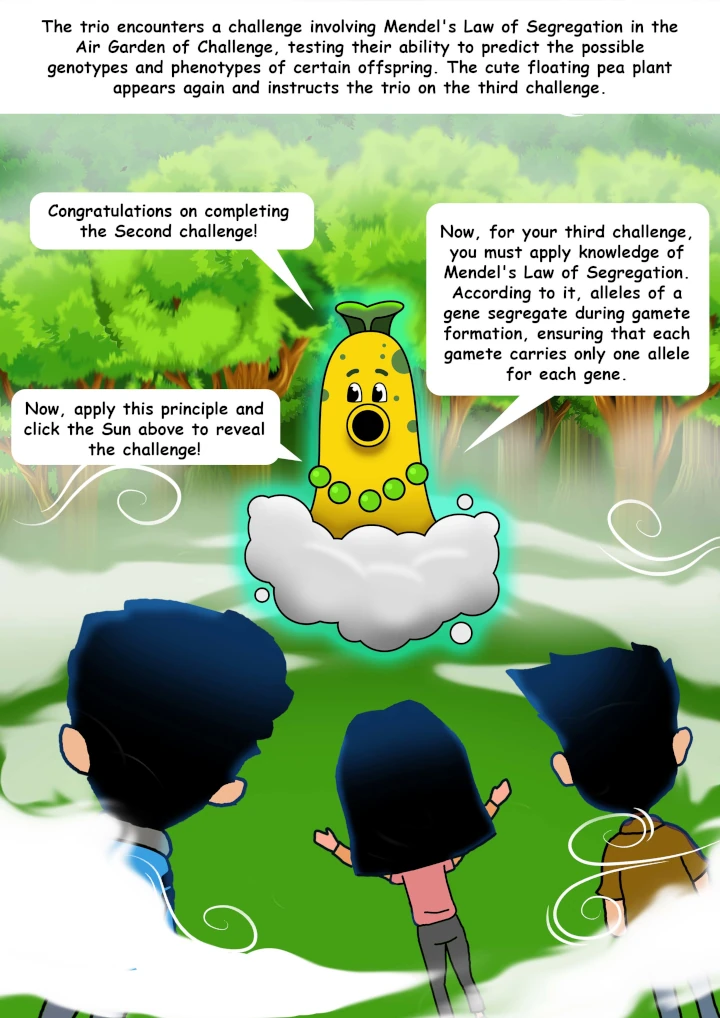 The trio encounters a challenge involving Mendel's Law of Segregation in the
Air Garden of Challenge, testing their ability to predict the possible
genotypes and phenotypes of certain offspring. The cute floating pea plant
appears again and instructs the trio on the third challenge.
Congratulations on completing
the Second challenge!
Now, for your third challenge,
you must apply knowledge of
Mendel's Law of Segregation.
According to it, alleles of a
gene segregate during gamete
formation, ensuring that each
gamete carries only one allele
for each gene.
Now, apply this principle and
click the Sun above to reveal
the challenge!